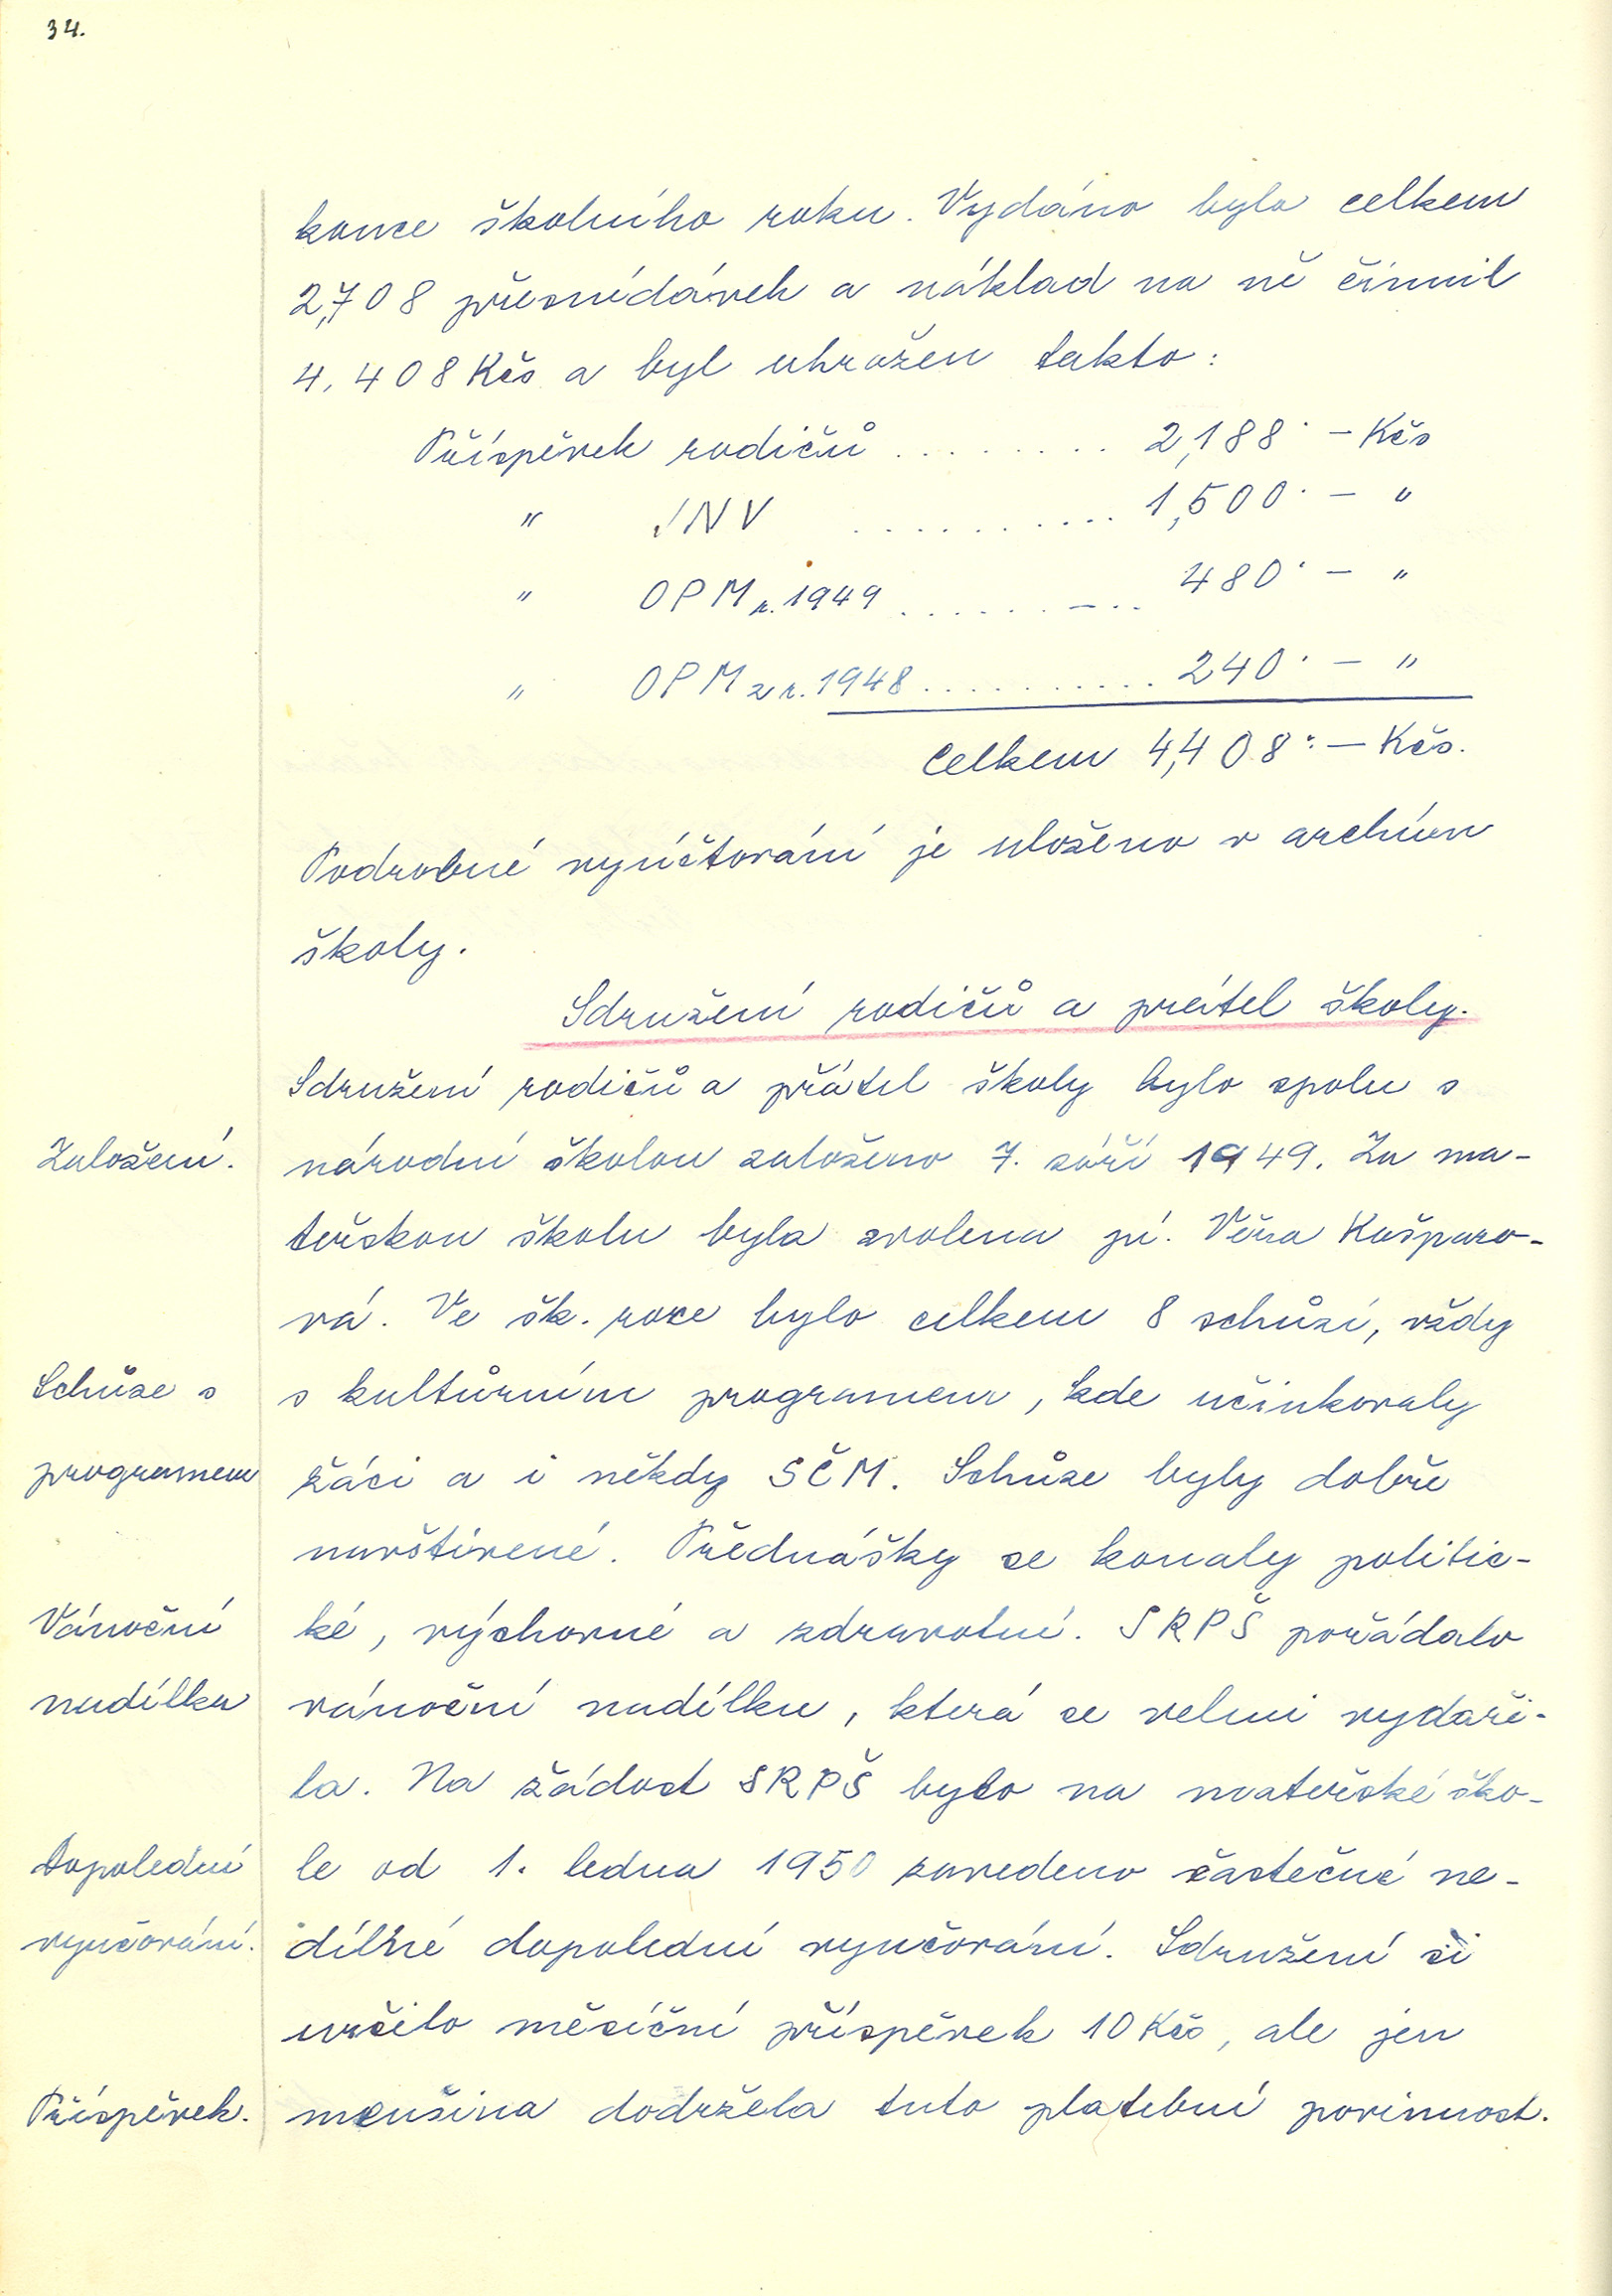 34.
konce školního roku. Vydáno bylo celkem
2,708 přesnídávek a náklad na ně činil
4.408 Kčs a byl uhražen takto:
Příspěvek rodičů ........ 2,188·— Kčs
" JNV .......... 1,500·— "
" OPM r. 1949 ......—.. 480·— "
" OPM z r. 1948 .......... 240·— "
Celkem 4,408·— Kčs.
Podrobné vyúčtování je uloženo v archívu
školy.
Sdružení rodičů a přátel školy.
Sdružení rodičů a přátel školy bylo spolu s
Založení. národní školou založeno 7. září 1949. Za ma-
teřskou školu byla zvolena pí. Věra Kašparo-
vá. Ve šk. roce bylo celkem 8 schůzí, vždy
Schůze s s kultůrním programem, kde učinkovaly
programem žáci a i někdy SČM. Schůze byly dobře
navštívené. Přednášky se konaly politic-
Vánoční ké, výchovné a zdravotní. SRPŠ pořádalo
nadílka vánoční nadílku, která se velmi vydaři-
la. Na žádost SRPŠ bylo na mateřské ško-
Dopolední le od 1. ledna 1950 zavedeno častečné ne-
vyučování. dílné dopolední vyučování. Sdružení si
určilo měsíční příspěvek 10 Kčs, ale jen
Příspěvek. menšina dodržela tuto platební povinnost.